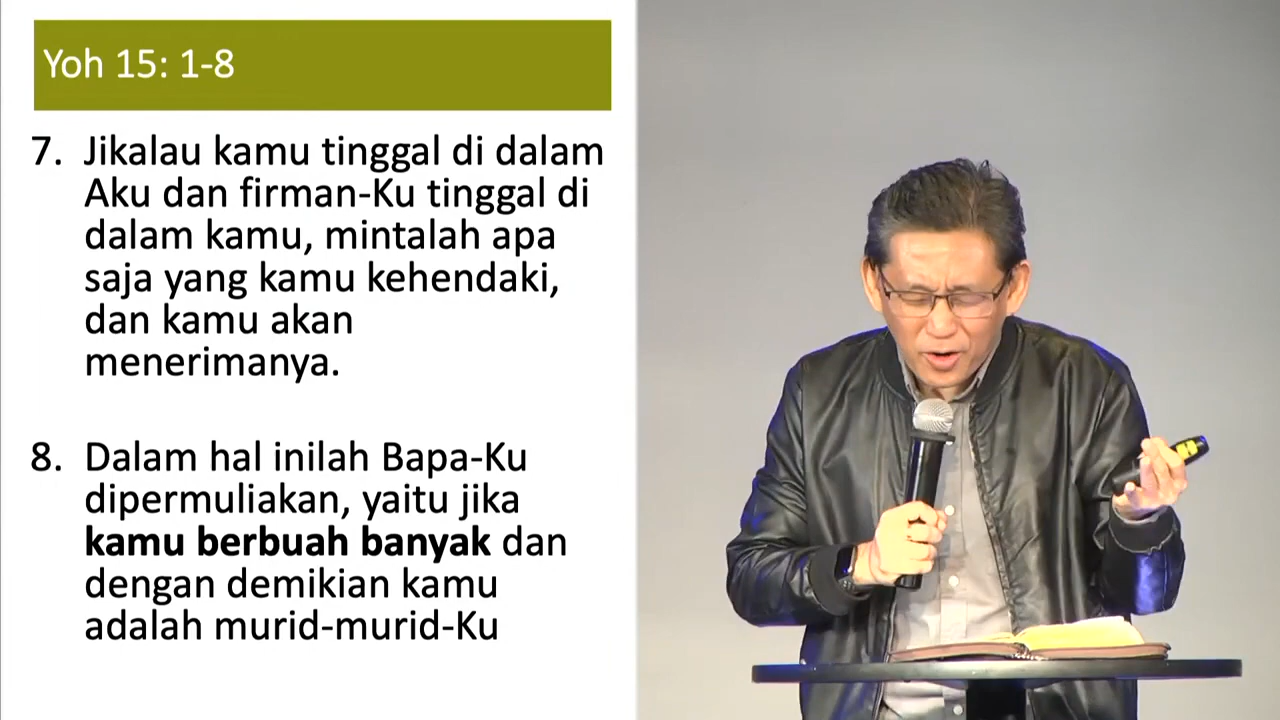 Yoh 15: 1-8
7. Jikalau kamu tinggal di dalam
Aku dan firman-Ku tinggal di
dalam kamu, mintalah apa
saja yang kamu kehendaki,
dan kamu akan
menerimanya.
8. Dalam hal inilah Bapa-Ku
dipermuliakan, yaitu jika
kamu berbuah banyak dan
dengan demikian kamu
adalah murid-murid-Ku